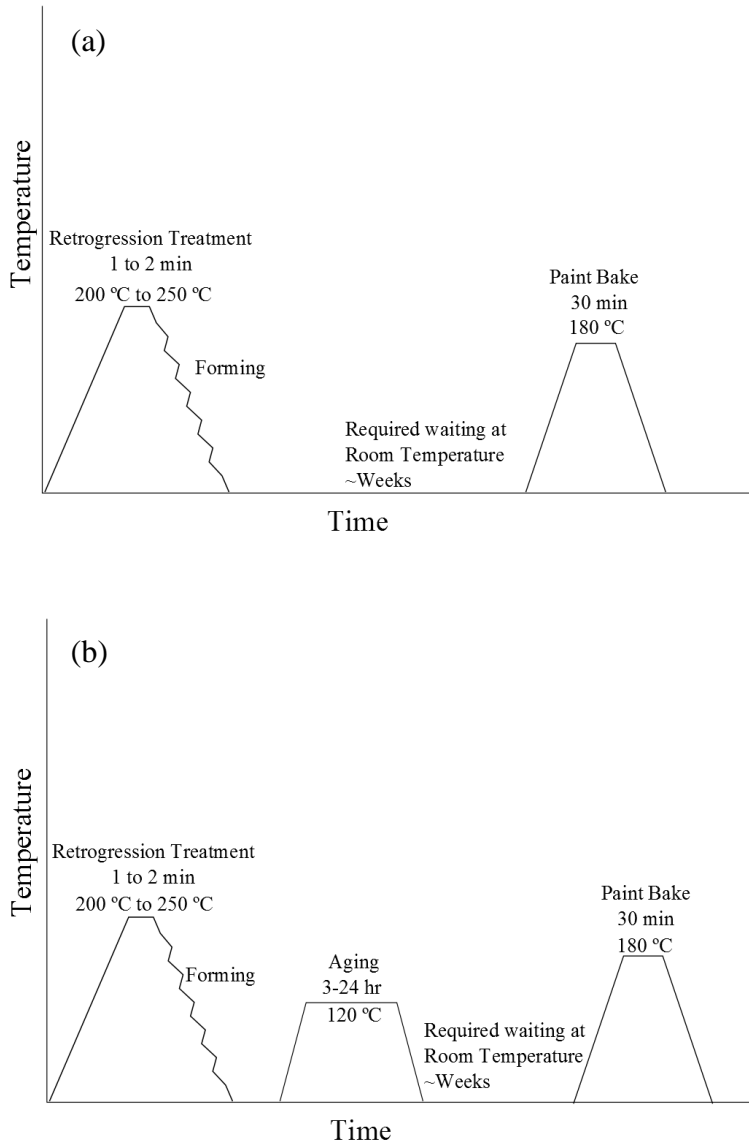 (a)
Temperature
Retrogression Treatment
1 to 2 min
200 ºC to 250 ºC
Forming
Required waiting at
Room Temperature
~Weeks
Paint Bake
30 min
180 ºC
Time
(b)
Temperature
Retrogression Treatment
1 to 2 min
200 ºC to 250 ºC
Forming
Aging
3-24 hr
120 ºC
Required waiting at
Room Temperature
~Weeks
Paint Bake
30 min
180 ºC
Time